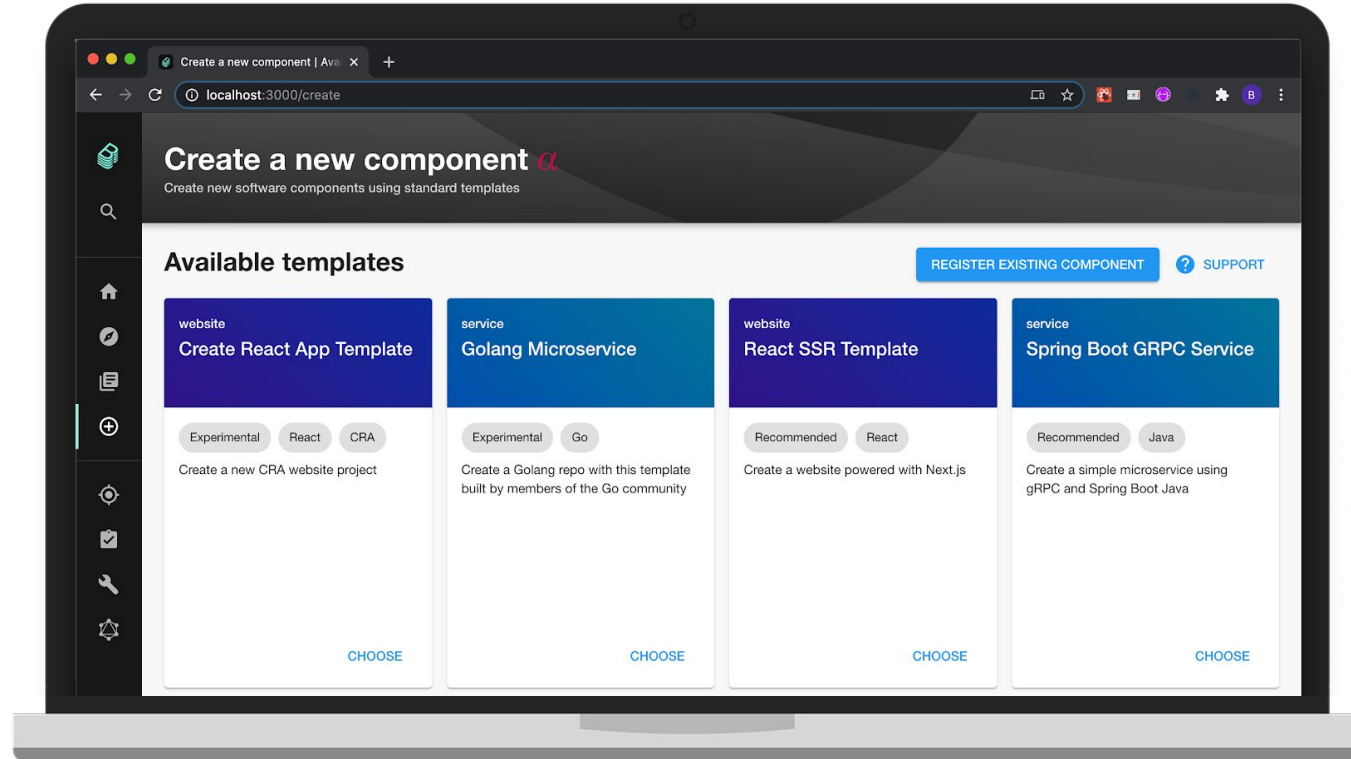 Create a new component | Ava
localhost:3000/create
B
Create a new component α
Create new software components using standard templates
Available templates
REGISTER EXISTING COMPONENT
SUPPORT
website
Create React App Template
Experimental React CRA
Create a new CRA website project
CHOOSE
service
Golang Microservice
Experimental Go
Create a Golang repo with this template
built by members of the Go community
CHOOSE
website
React SSR Template
Recommended React
Create a website powered with Next.js
CHOOSE
service
Spring Boot GRPC Service
Recommended Java
Create a simple microservice using
gRPC and Spring Boot Java
CHOOSE